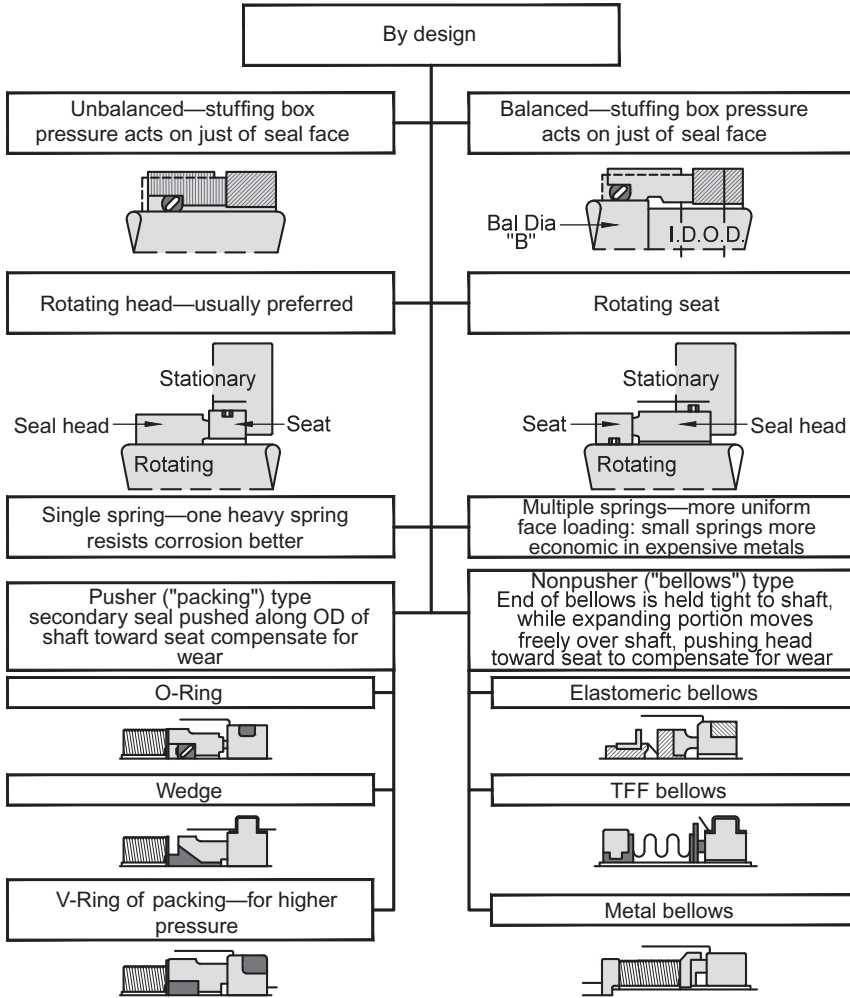 By design
Unbalanced—stuffing box
pressure acts on just of seal face
Balanced—stuffing box pressure
acts on just of seal face
Bal Dia
"B"
I.D.O.D.
Rotating head—usually preferred
Rotating seat
Stationary
Seal head
Seat
Rotating
Stationary
Seat
Seal head
Rotating
Single spring—one heavy spring
resists corrosion better
Multiple springs—more uniform
face loading: small springs more
economic in expensive metals
Pusher ("packing") type
secondary seal pushed along OD of
shaft toward seat compensate for
wear
Nonpusher ("bellows") type
End of bellows is held tight to shaft,
while expanding portion moves
freely over shaft, pushing head
toward seat to compensate for wear
O-Ring
Elastomeric bellows
Wedge
TFF bellows
V-Ring of packing—for higher
pressure
Metal bellows